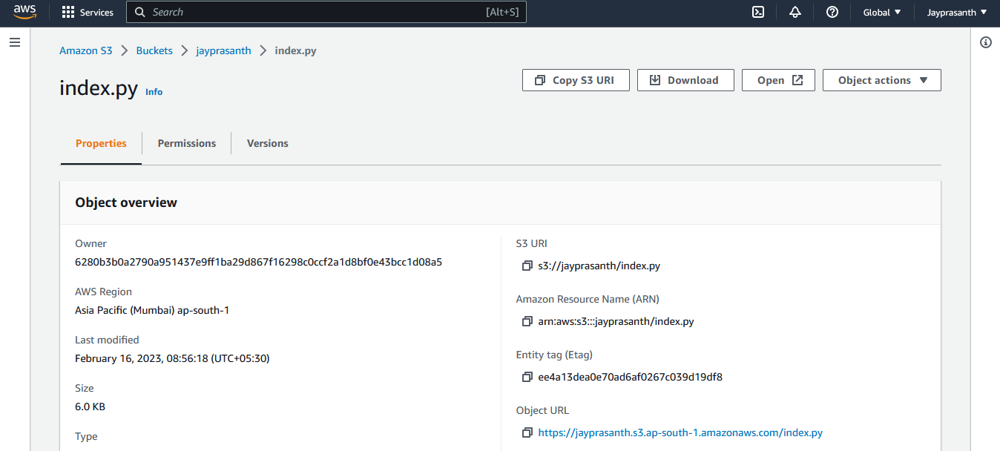 aws Services Search [Alt+S] Global Jayprasanth
Amazon S3 Buckets jayprasanth index.py
index.py Info
Copy S3 URI Download Open Object actions
Properties Permissions Versions
Object overview
Owner
6280b3b0a2790a951437e9ff1ba29d867f16298c0ccf2a1d8bf0e43bcc1d08a5
AWS Region
Asia Pacific (Mumbai) ap-south-1
Last modified
February 16, 2023, 08:56:18 (UTC+05:30)
Size
6.0 KB
Type
S3 URI
s3://jayprasanth/index.py
Amazon Resource Name (ARN)
arn:aws:s3:::jayprasanth/index.py
Entity tag (Etag)
ee4a13dea0e70ad6af0267c039d19df8
Object URL
https://jayprasanth.s3.ap-south-1.amazonaws.com/index.py